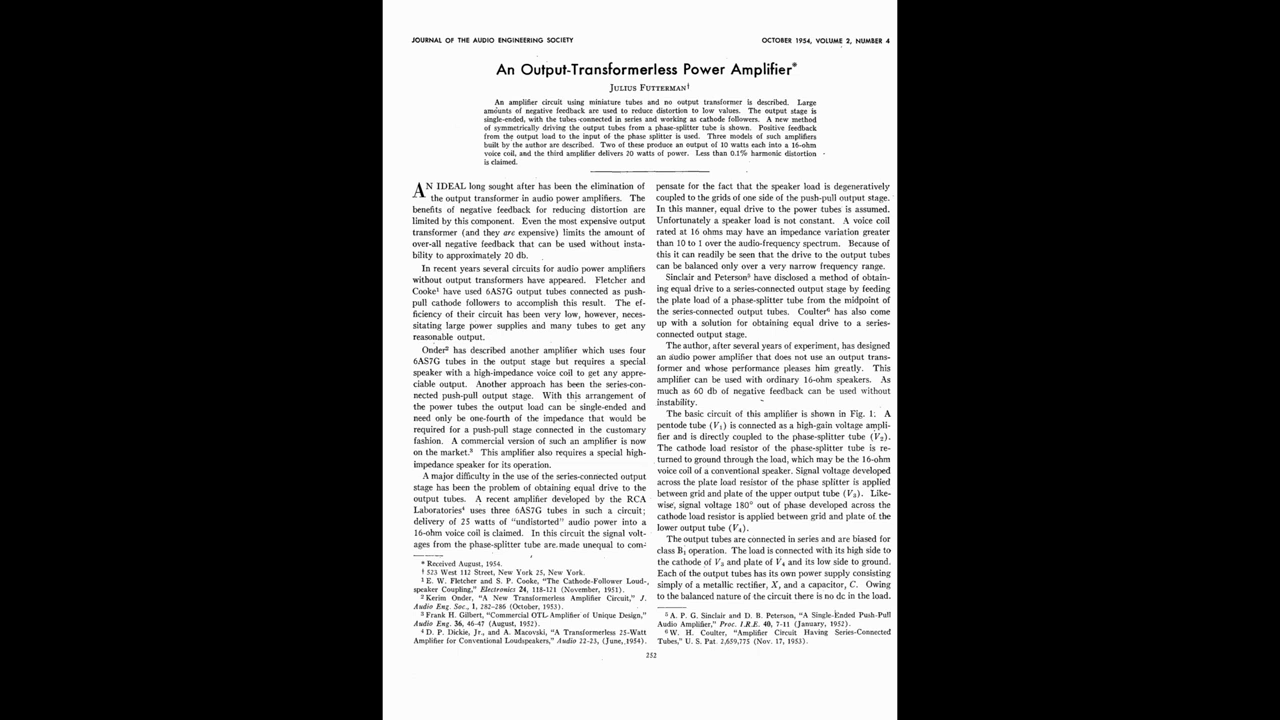 JOURNAL OF THE AUDIO ENGINEERING SOCIETY
OCTOBER 1954, VOLUME 2, NUMBER 4
An Output-Transformerless Power Amplifier*
JULIUS FUTTERMAN†
An amplifier circuit using miniature tubes and no output transformer is described. Large
amounts of negative feedback are used to reduce distortion to low values. The output stage is
single-ended, with the tubes connected in series and working as cathode followers. A new method
of symmetrically driving the output tubes from a phase-splitter tube is shown. Positive feedback
from the output load to the input of the phase splitter is used. Three models of such amplifiers
built by the author are described. Two of these produce an output of 10 watts each into a 16-ohm
voice coil, and the third amplifier delivers 20 watts of power. Less than 0.1% harmonic distortion
is claimed.
AN IDEAL long sought after has been the elimination of
the output transformer in audio power amplifiers. The
benefits of negative feedback for reducing distortion are
limited by this component. Even the most expensive output
transformer (and they are expensive) limits the amount of
over-all negative feedback that can be used without insta-
bility to approximately 20 db.
In recent years several circuits for audio power amplifiers
without output transformers have appeared. Fletcher and
Cooke¹ have used 6AS7G output tubes connected as push-
pull cathode followers to accomplish this result. The ef-
ficiency of their circuit has been very low, however, neces-
sitating large power supplies and many tubes to get any
reasonable output.
Onder² has described another amplifier which uses four
6AS7G tubes in the output stage but requires a special
speaker with a high-impedance voice coil to get any appre-
ciable output. Another approach has been the series-con-
nected push-pull output stage. With this arrangement of
the power tubes the output load can be single-ended and
need only be one-fourth of the impedance that would be
required for a push-pull stage connected in the customary
fashion. A commercial version of such an amplifier is now
on the market.³ This amplifier also requires a special high-
impedance speaker for its operation.
A major difficulty in the use of the series-connected output
stage has been the problem of obtaining equal drive to the
output tubes. A recent amplifier developed by the RCA
Laboratories⁴ uses three 6AS7G tubes in such a circuit;
delivery of 25 watts of "undistorted" audio power into a
16-ohm voice coil is claimed. In this circuit the signal volt-
ages from the phase-splitter tube are made unequal to com-
* Received August, 1954.
† 523 West 112 Street, New York 25, New York.
¹ E. W. Fletcher and S. P. Cooke, "The Cathode-Follower Loud-
speaker Coupling," Electronics 24, 118-121 (November, 1951).
² Kerim Onder, "A New Transformerless Amplifier Circuit," J.
Audio Eng. Soc., 1, 282-286 (October, 1953).
³ Frank H. Gilbert, "Commercial OTL Amplifier of Unique Design,"
Audio Eng. 36, 46-47 (August, 1952).
⁴ D. P. Dickie, Jr., and A. Macovski, "A Transformerless 25-Watt
Amplifier for Conventional Loudspeakers," Audio 22-23, (June, 1954).
pensate for the fact that the speaker load is degeneratively
coupled to the grids of one side of the push-pull output stage.
In this manner, equal drive to the power tubes is assumed.
Unfortunately a speaker load is not constant. A voice coil
rated at 16 ohms may have an impedance variation greater
than 10 to 1 over the audio-frequency spectrum. Because of
this it can readily be seen that the drive to the output tubes
can be balanced only over a very narrow frequency range.
Sinclair and Peterson⁵ have disclosed a method of obtain-
ing equal drive to a series-connected output stage by feeding
the plate load of a phase-splitter tube from the midpoint of
the series-connected output tubes. Coulter⁶ has also come
up with a solution for obtaining equal drive to a series-
connected output stage.
The author, after several years of experiment, has designed
an audio power amplifier that does not use an output trans-
former and whose performance pleases him greatly. This
amplifier can be used with ordinary 16-ohm speakers. As
much as 60 db of negative feedback can be used without
instability.
The basic circuit of this amplifier is shown in Fig. 1. A
pentode tube (V₁) is connected as a high-gain voltage ampli-
fier and is directly coupled to the phase-splitter tube (V₂).
The cathode load resistor of the phase-splitter tube is re-
turned to ground through the load, which may be the 16-ohm
voice coil of a conventional speaker. Signal voltage developed
across the plate load resistor of the phase splitter is applied
between grid and plate of the upper output tube (V₃). Like-
wise, signal voltage 180° out of phase developed across the
cathode load resistor is applied between grid and plate of the
lower output tube (V₄).
The output tubes are connected in series and are biased for
class B₁ operation. The load is connected with its high side to
the cathode of V₃ and plate of V₄ and its low side to ground.
Each of the output tubes has its own power supply consisting
simply of a metallic rectifier, X, and a capacitor, C. Owing
to the balanced nature of the circuit there is no dc in the load.
⁵ A. P. G. Sinclair and D. B. Peterson, "A Single-Ended Push-Pull
Audio Amplifier," Proc. I.R.E. 40, 7-11 (January, 1952).
⁶ W. H. Coulter, "Amplifier Circuit Having Series-Connected
Tubes," U. S. Pat. 2,659,775 (Nov. 17, 1953).
252